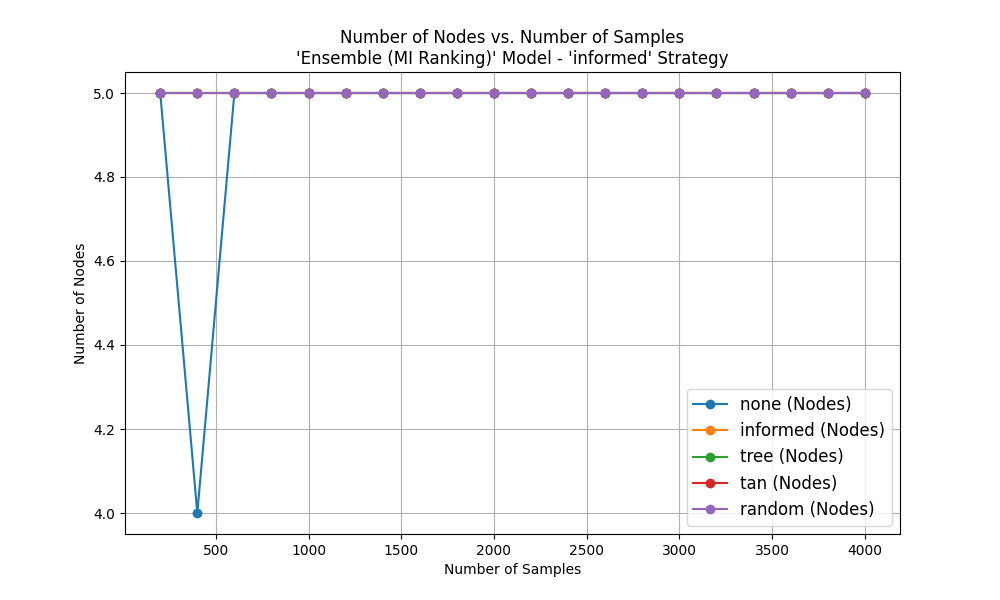 Number of Nodes vs. Number of Samples
'Ensemble (MI Ranking)' Model - 'informed' Strategy
Number of Nodes
5.0
4.8
4.6
4.4
4.2
4.0
none (Nodes)
informed (Nodes)
tree (Nodes)
tan (Nodes)
random (Nodes)
500 1000 1500 2000 2500 3000 3500 4000
Number of Samples